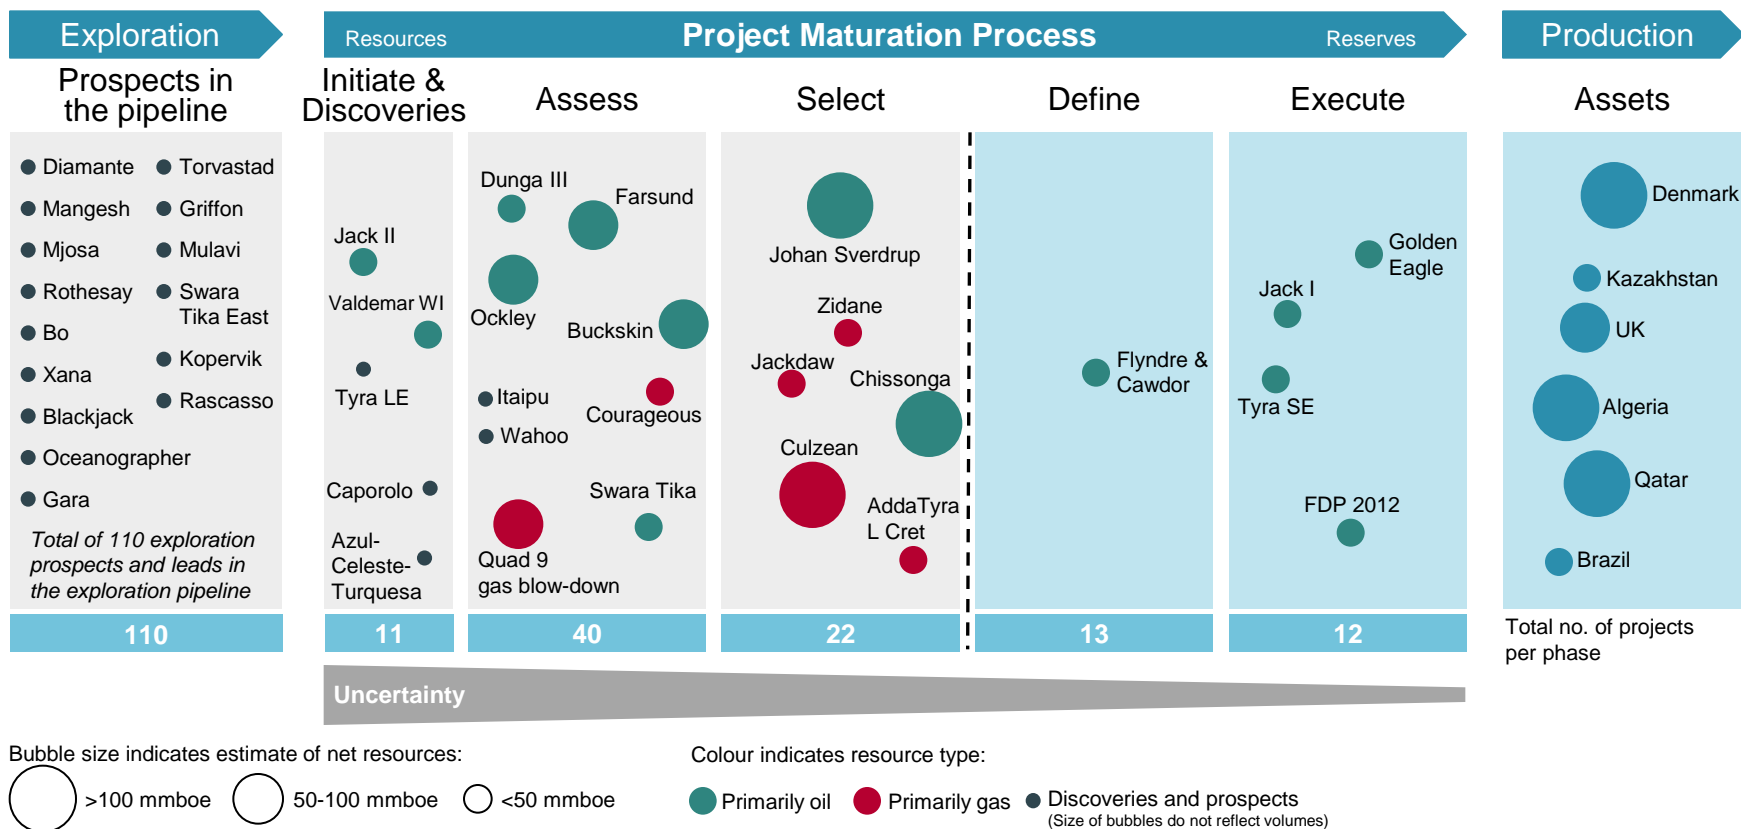 Exploration
Resources
Project Maturation Process
Reserves
Production
Prospects in
the pipeline
Initiate &
Discoveries
Assess
Select
Define
Execute
Assets
Diamante
Mangesh
Mjosa
Rothesay
Bo
Xana
Blackjack
Oceanographer
Gara
Torvastad
Griffon
Mulavi
Swara
Tika East
Kopervik
Rascasso
Total of 110 exploration
prospects and leads in
the exploration pipeline
Jack II
Valdemar WI
Tyra LE
Caporolo
Azul-
Celeste-
Turquesa
Dunga III
Farsund
Ockley
Buckskin
Itaipu
Courageous
Wahoo
Swara Tika
Quad 9
gas blow-down
Johan Sverdrup
Zidane
Jackdaw
Chissonga
Culzean
AddaTyra
L Cret
Flyndre &
Cawdor
Golden
Eagle
Jack I
Tyra SE
FDP 2012
Denmark
Kazakhstan
UK
Algeria
Qatar
Brazil
110
11
40
22
13
12
Total no. of projects
per phase
Uncertainty
Bubble size indicates estimate of net resources:
>100 mmboe
50-100 mmboe
<50 mmboe
Colour indicates resource type:
Primarily oil
Primarily gas
Discoveries and prospects
(Size of bubbles do not reflect volumes)